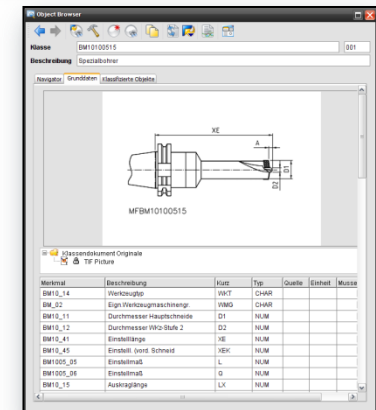 Object Browser
Klasse BM10100515 001
Beschreibung Spezialbohrer
Navigator Grunddaten Klassifizierte Objekte
XE
A
D1
D2
MFBM10100515
Klassendokument Originale
TIF Picture
Merkmal Beschreibung Kurz Typ Quelle Einheit Musse
BM10_14 Werkzeugtyp WKT CHAR
BM_02 Eign.Werkzeugmaschinengr. WMG CHAR
BM10_11 Durchmesser Hauptschneide D1 NUM
BM10_12 Durchmesser WKz-Stufe 2 D2 NUM
BM10_41 Einstelllänge XE NUM
BM10_45 Einstelll. (vord. Schneid XEK NUM
BM1005_05 Einstellmaß L NUM
BM1005_06 Einstellmaß Q NUM
BM10_15 Auskraglänge LX NUM